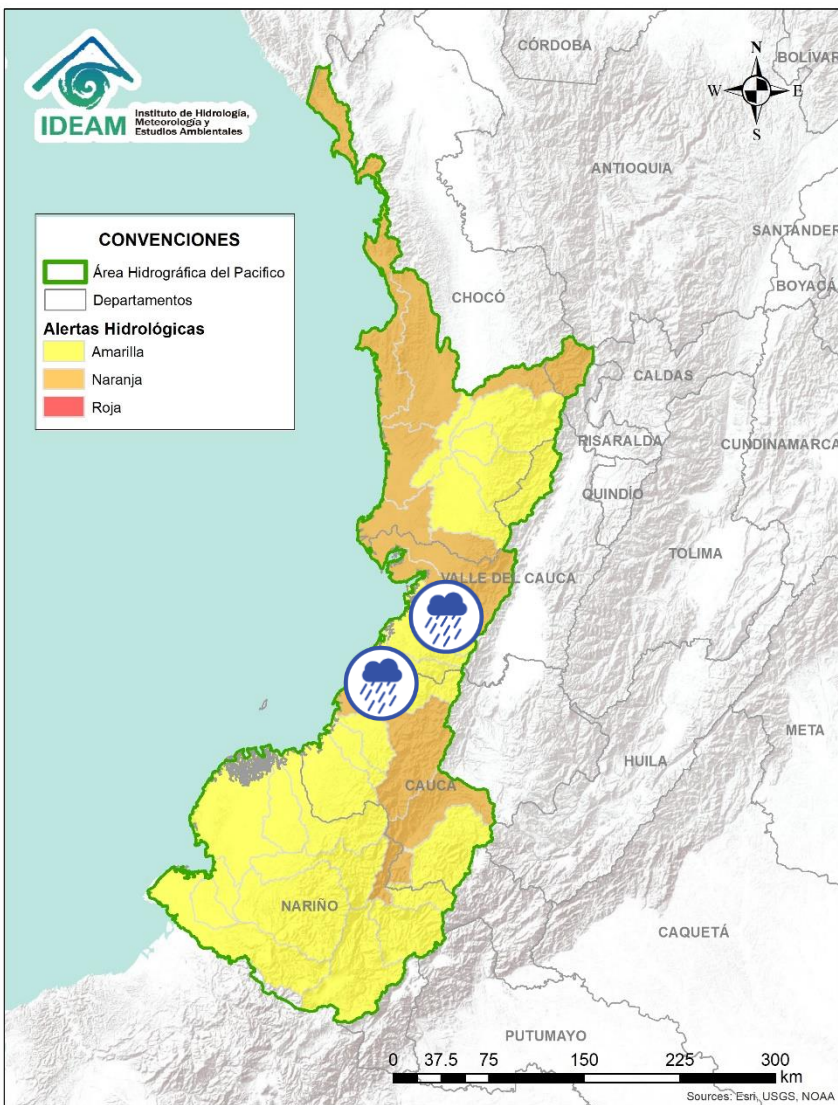 IDEAM
Instituto de Hidrología,
Meteorología y
Estudios Ambientales
CÓRDOBA
BOLÍVAR
N
W
E
S
ANTIOQUIA
SANTANDER
BOYACÁ
CONVENCIONES
Área Hidrográfica del Pacifico
Departamentos
Alertas Hidrológicas
Amarilla
Naranja
Roja
CHOCÓ
CALDAS
RISARALDA
CUNDINAMARCA
QUINDÍO
TOLIMA
VALLE DEL CAUCA
META
HUILA
CAUCA
NARIÑO
CAQUETÁ
PUTUMAYO
0 37.5 75 150 225 300
km
Sources: Esri, USGS, NOAA